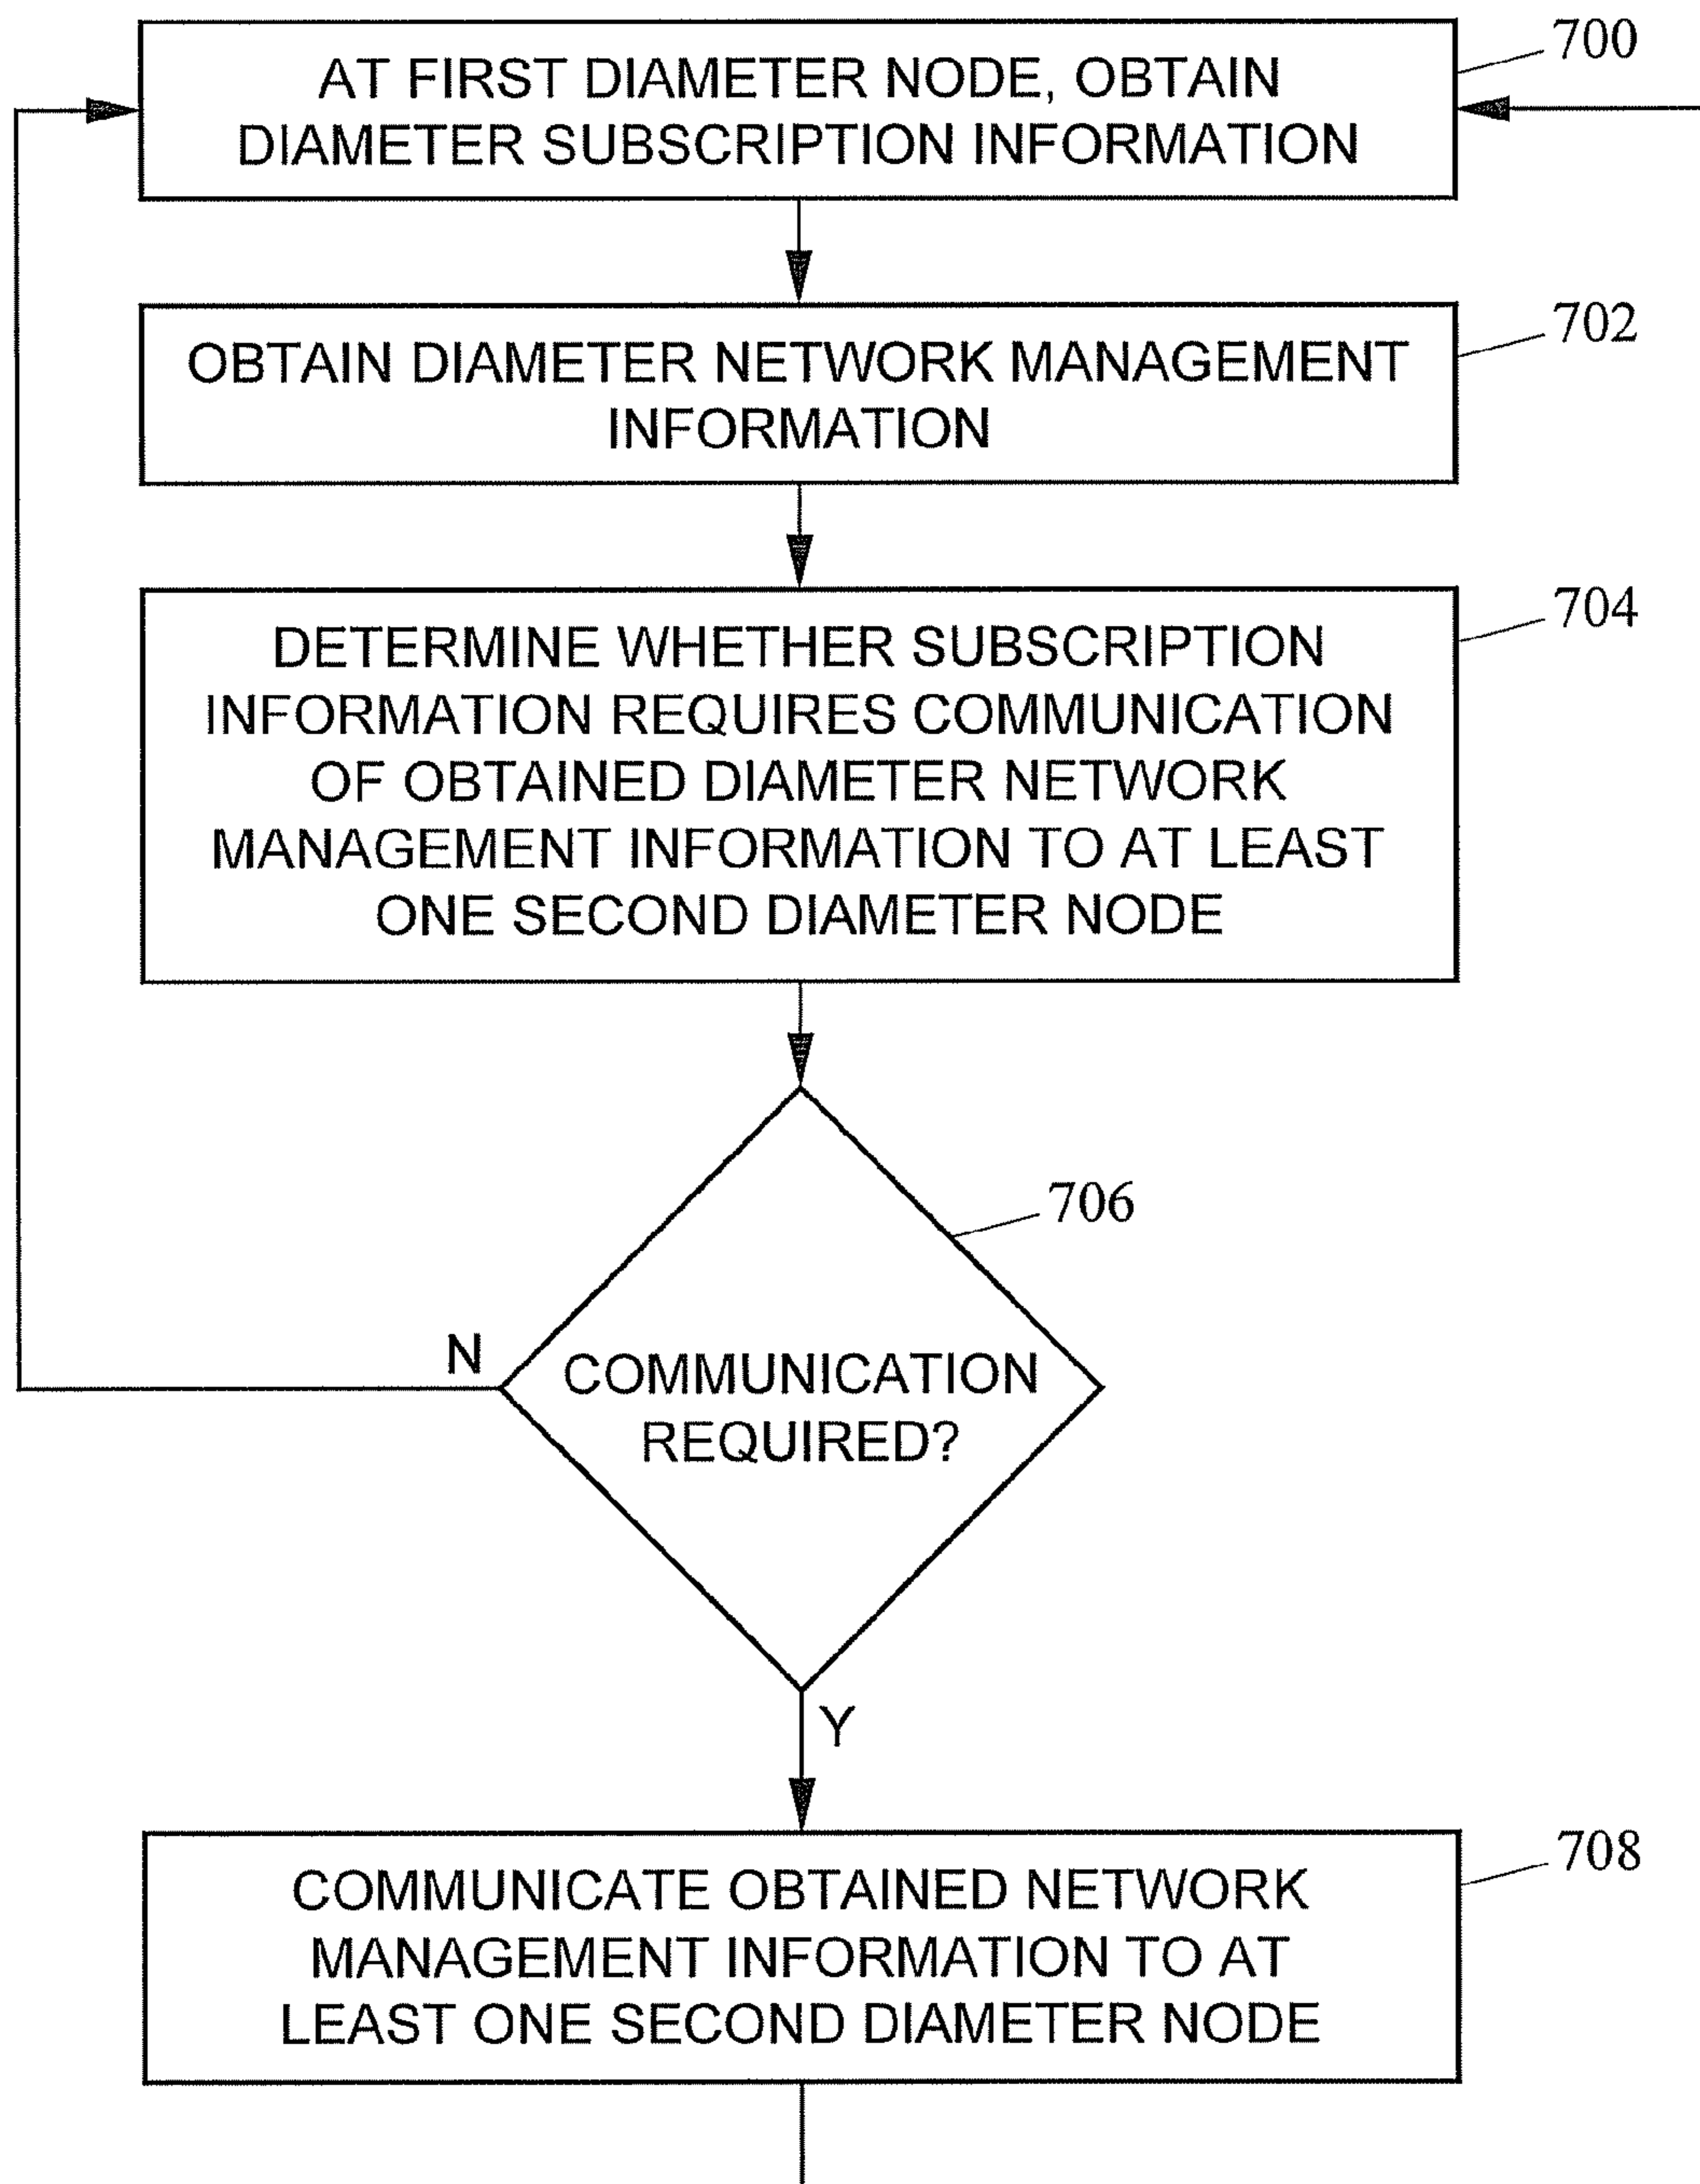 700
AT FIRST DIAMETER NODE, OBTAIN
DIAMETER SUBSCRIPTION INFORMATION
702
OBTAIN DIAMETER NETWORK MANAGEMENT
INFORMATION
704
DETERMINE WHETHER SUBSCRIPTION
INFORMATION REQUIRES COMMUNICATION
OF OBTAINED DIAMETER NETWORK
MANAGEMENT INFORMATION TO AT LEAST
ONE SECOND DIAMETER NODE
706
N
COMMUNICATION
REQUIRED?
Y
708
COMMUNICATE OBTAINED NETWORK
MANAGEMENT INFORMATION TO AT
LEAST ONE SECOND DIAMETER NODE